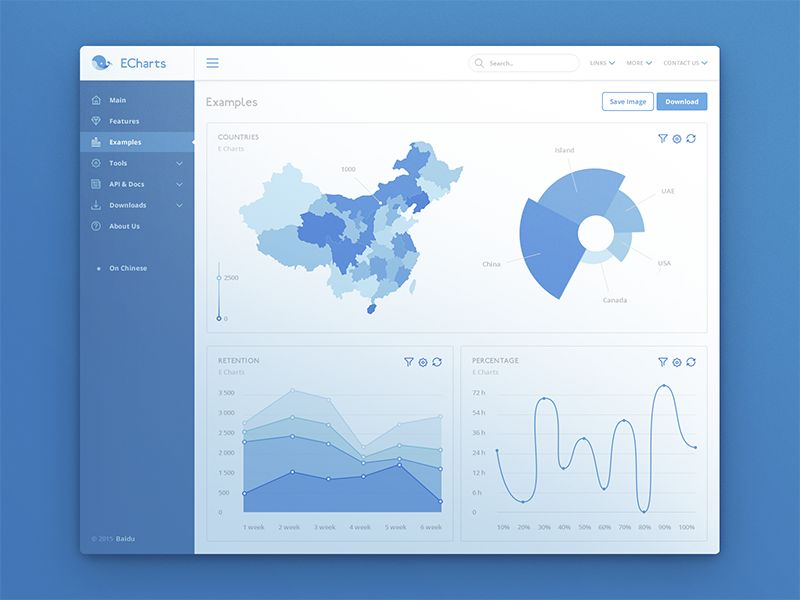 ECharts
Search..
LINKS
MORE
CONTACT US
Main
Features
Examples
Tools
API & Docs
Downloads
About Us
On Chinese
© 2015 Baidu
Examples
Save Image
Download
COUNTRIES
E Charts
1000
2500
0
Island
UAE
USA
Canada
China
RETENTION
E Charts
3 500
3 000
2 500
2 000
1 500
500
0
1 week 2 week 3 week 4 week 5 week 6 week
PERCENTAGE
E Charts
72 h
54 h
36 h
24 h
12 h
6 h
0
10% 20% 30% 40% 50% 60% 70% 80% 90% 100%